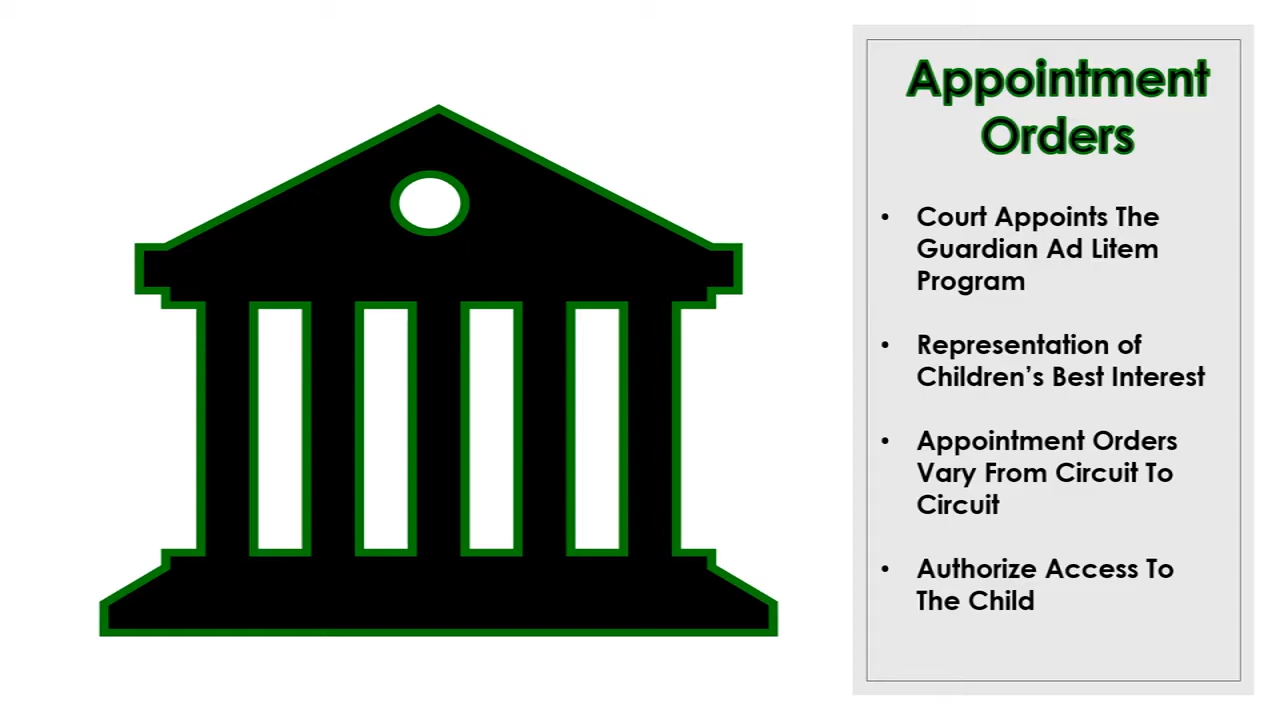 Appointment
Orders
• Court Appoints The
Guardian Ad Litem
Program
• Representation of
Children’s Best Interest
• Appointment Orders
Vary From Circuit To
Circuit
• Authorize Access To
The Child